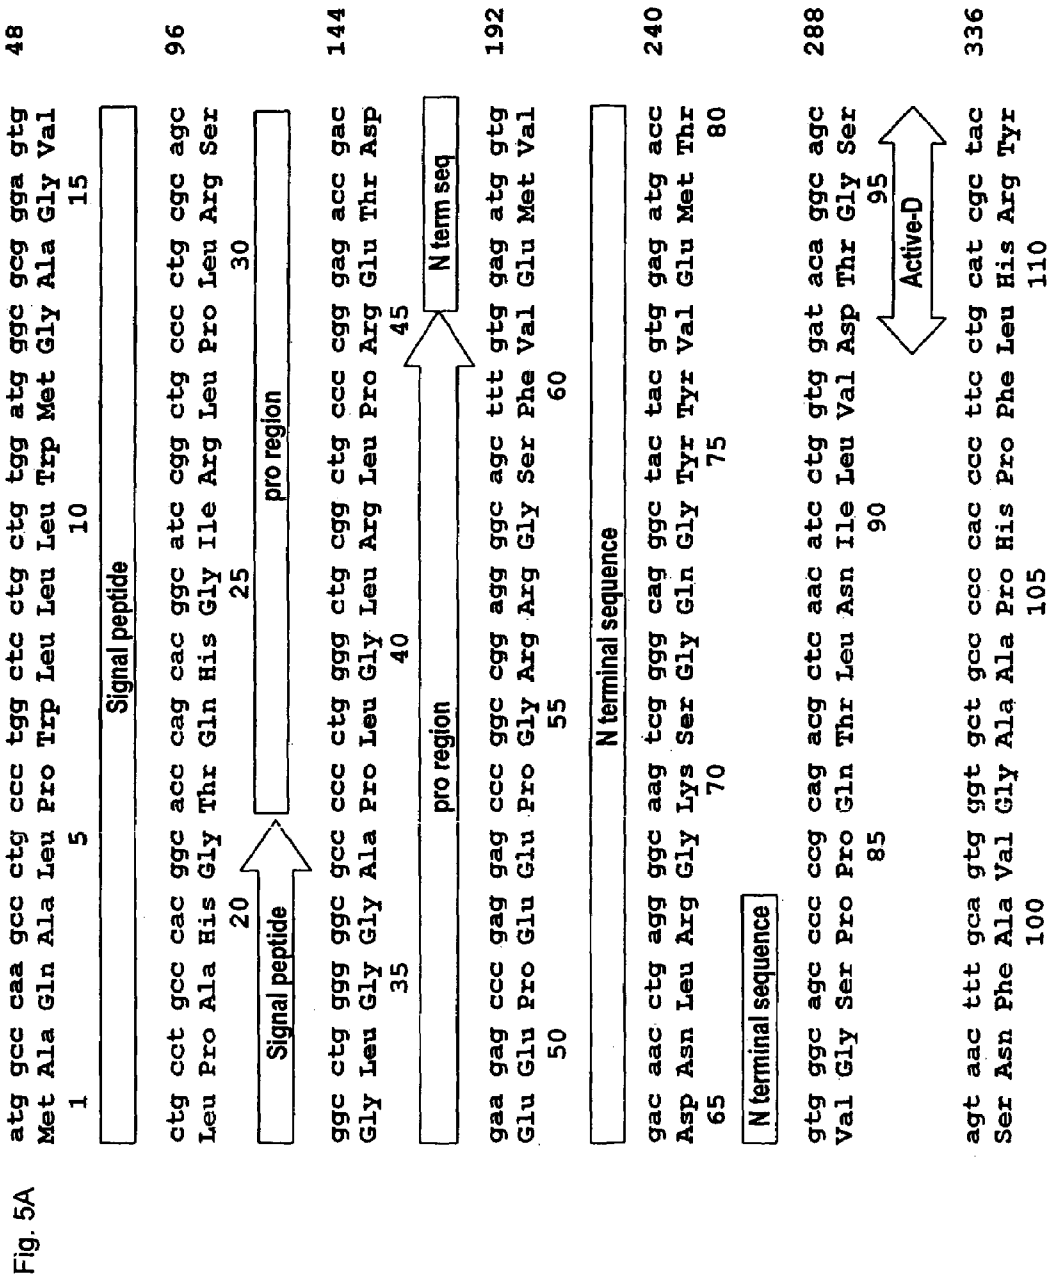 Fig. 5A
atg gcc caa gcc ctg ccc tgg ctc ctg ctg tgg atg ggc gcg gga gtg 48
Met Ala Gln Ala Leu Pro Trp Leu Leu Leu Trp Met Gly Ala Gly Val
1 5 10 15
Signal peptide
ctg cct gcc cac ggc acc cag cac ggc atc cgg ctg ccc ctg cgc agc 96
Leu Pro Ala His Gly Thr Gln His Gly Ile Arg Leu Pro Leu Arg Ser
20 25 30
Signal peptide pro region
ggc ctg ggg ggc gcc ccc ctg ggg ctg cgg ctg ccc cgg gag acc gac 144
Gly Leu Gly Gly Ala Pro Leu Gly Leu Arg Leu Pro Arg Glu Thr Asp
35 40 45
pro region N term seq
gaa gag ccc gag gag ccc ggc cgg agg ggc agc ttt gtg gag atg gtg 192
Glu Glu Pro Glu Glu Pro Gly Arg Arg Gly Ser Phe Val Glu Met Val
50 55 60
N terminal sequence
gac aac ctg agg ggc aag tcg ggg cag ggc tac tac gtg gag atg acc 240
Asp Asn Leu Arg Gly Lys Ser Gly Gln Gly Tyr Tyr Val Glu Met Thr
65 70 75 80
N terminal sequence
gtg ggc agc ccc ccg cag acg ctc aac atc ctg gtg gat aca ggc agc 288
Val Gly Ser Pro Pro Gln Thr Leu Asn Ile Leu Val Asp Thr Gly Ser
85 90 95
Active-D
agt aac ttt gca gtg ggt gct gcc ccc cac ccc ttc ctg cat cgc tac 336
Ser Asn Phe Ala Val Gly Ala Ala Pro His Pro Phe Leu His Arg Tyr
100 105 110